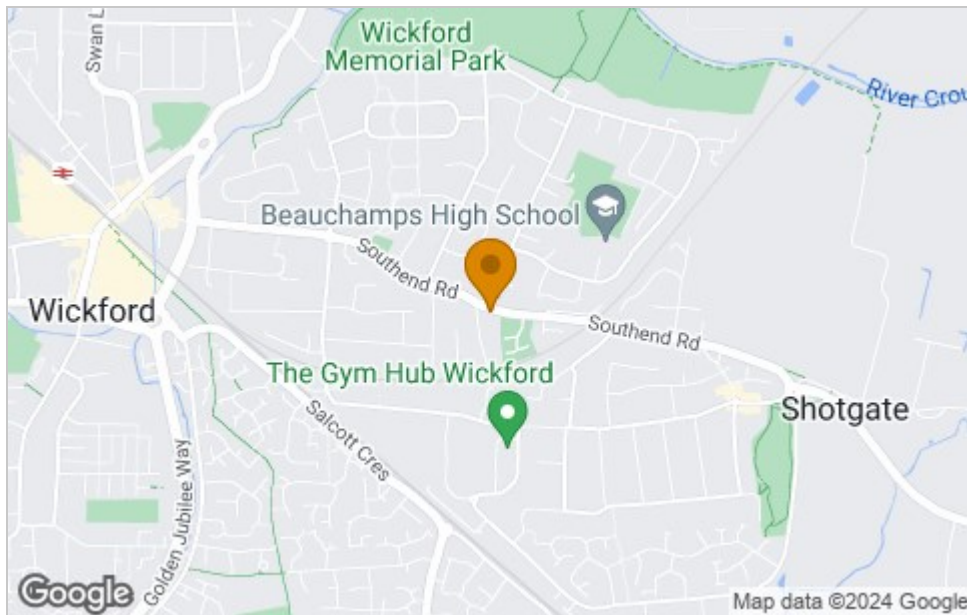 Swan L
Wickford
Memorial Park
River Crou
Beauchamps High School
Southend Rd
Southend Rd
Wickford
The Gym Hub Wickford
Shotgate
Salcott Cres
Golden Jubilee Way
Google
Map data ©2024 Google